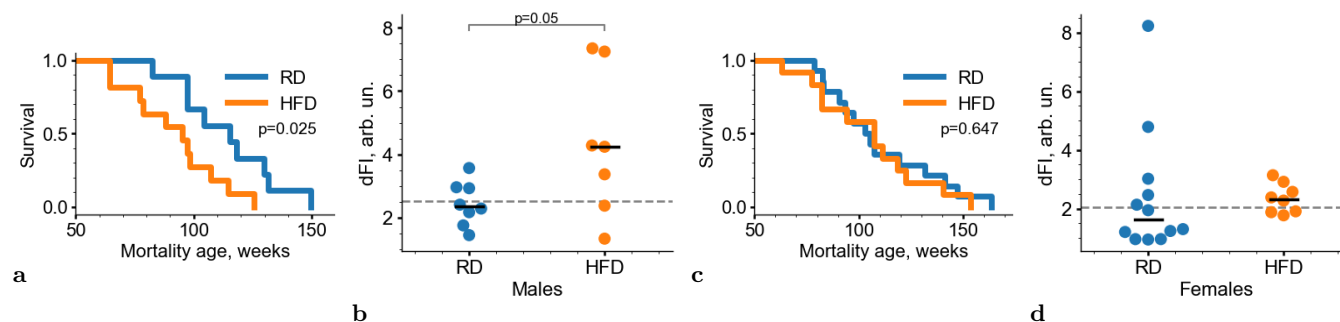 1.0
0.5
0.0
Survival
RD
HFD
p=0.025
50
100
150
Mortality age, weeks
a
8
6
4
2
dFI, arb. un.
p=0.05
RD
HFD
Males
b
1.0
0.5
0.0
Survival
RD
HFD
p=0.647
50
100
150
Mortality age, weeks
c
8
6
4
2
dFI, arb. un.
RD
HFD
Females
d